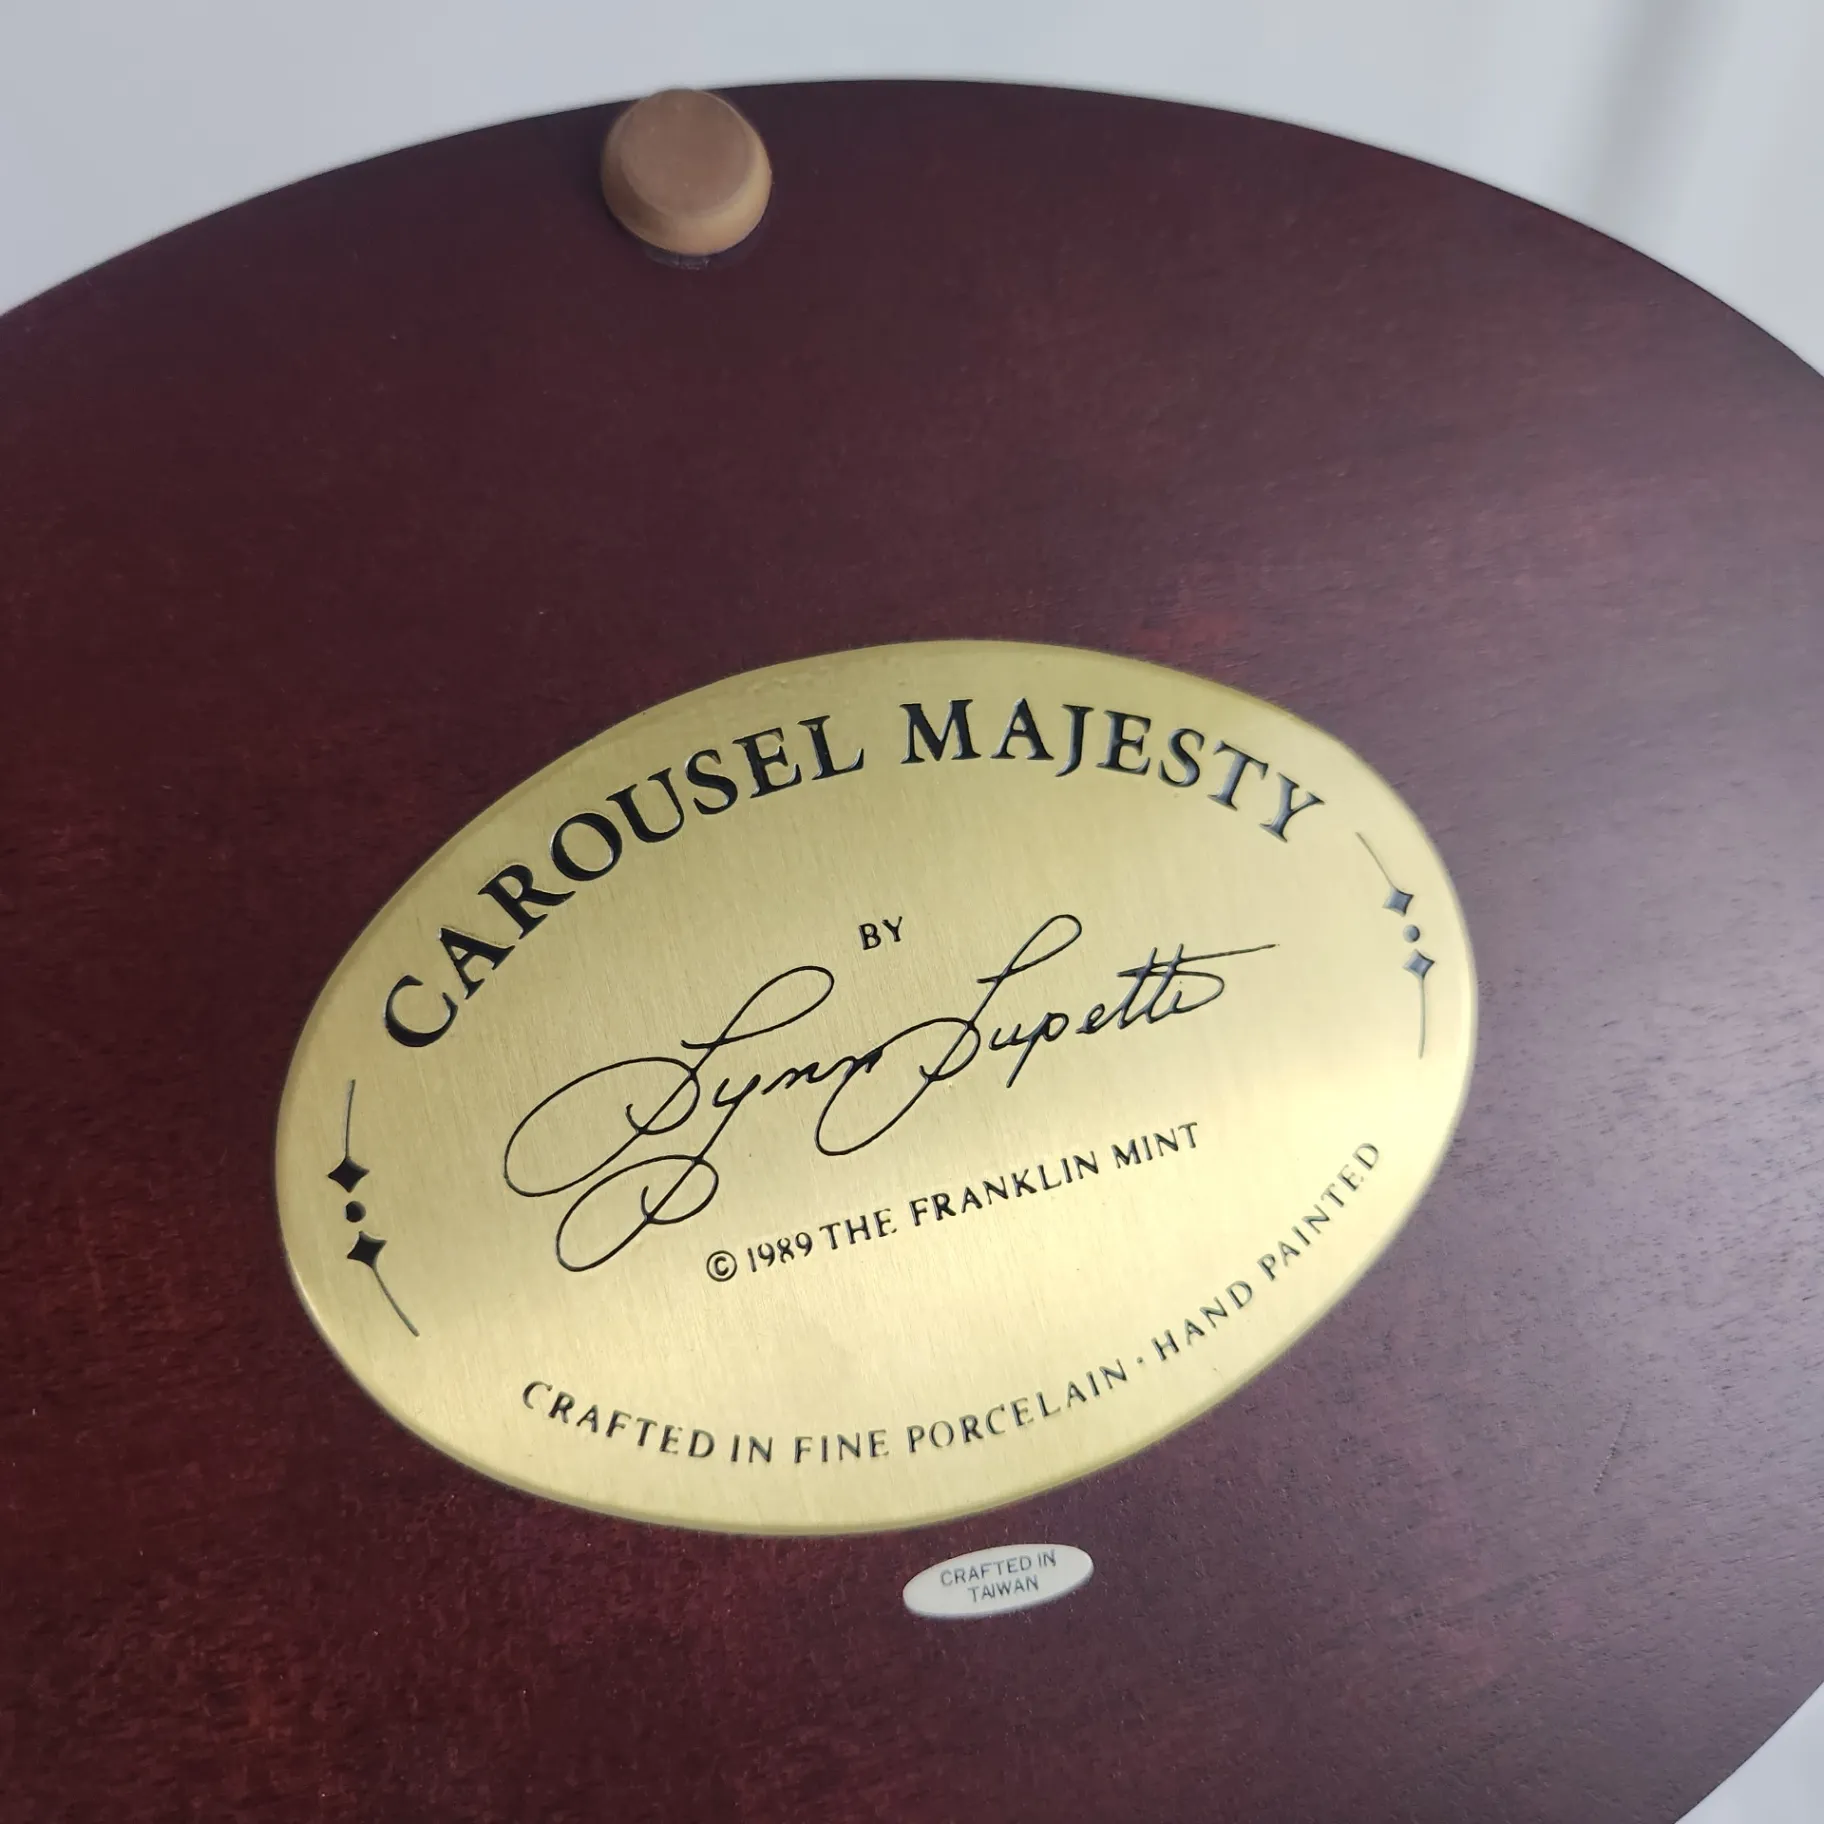 CAROUSEL MAJESTY
BY
Lynn Lupetti
© 1989 THE FRANKLIN MINT
CRAFTED IN FINE PORCELAIN · HAND PAINTED
CRAFTED IN
TAIWAN